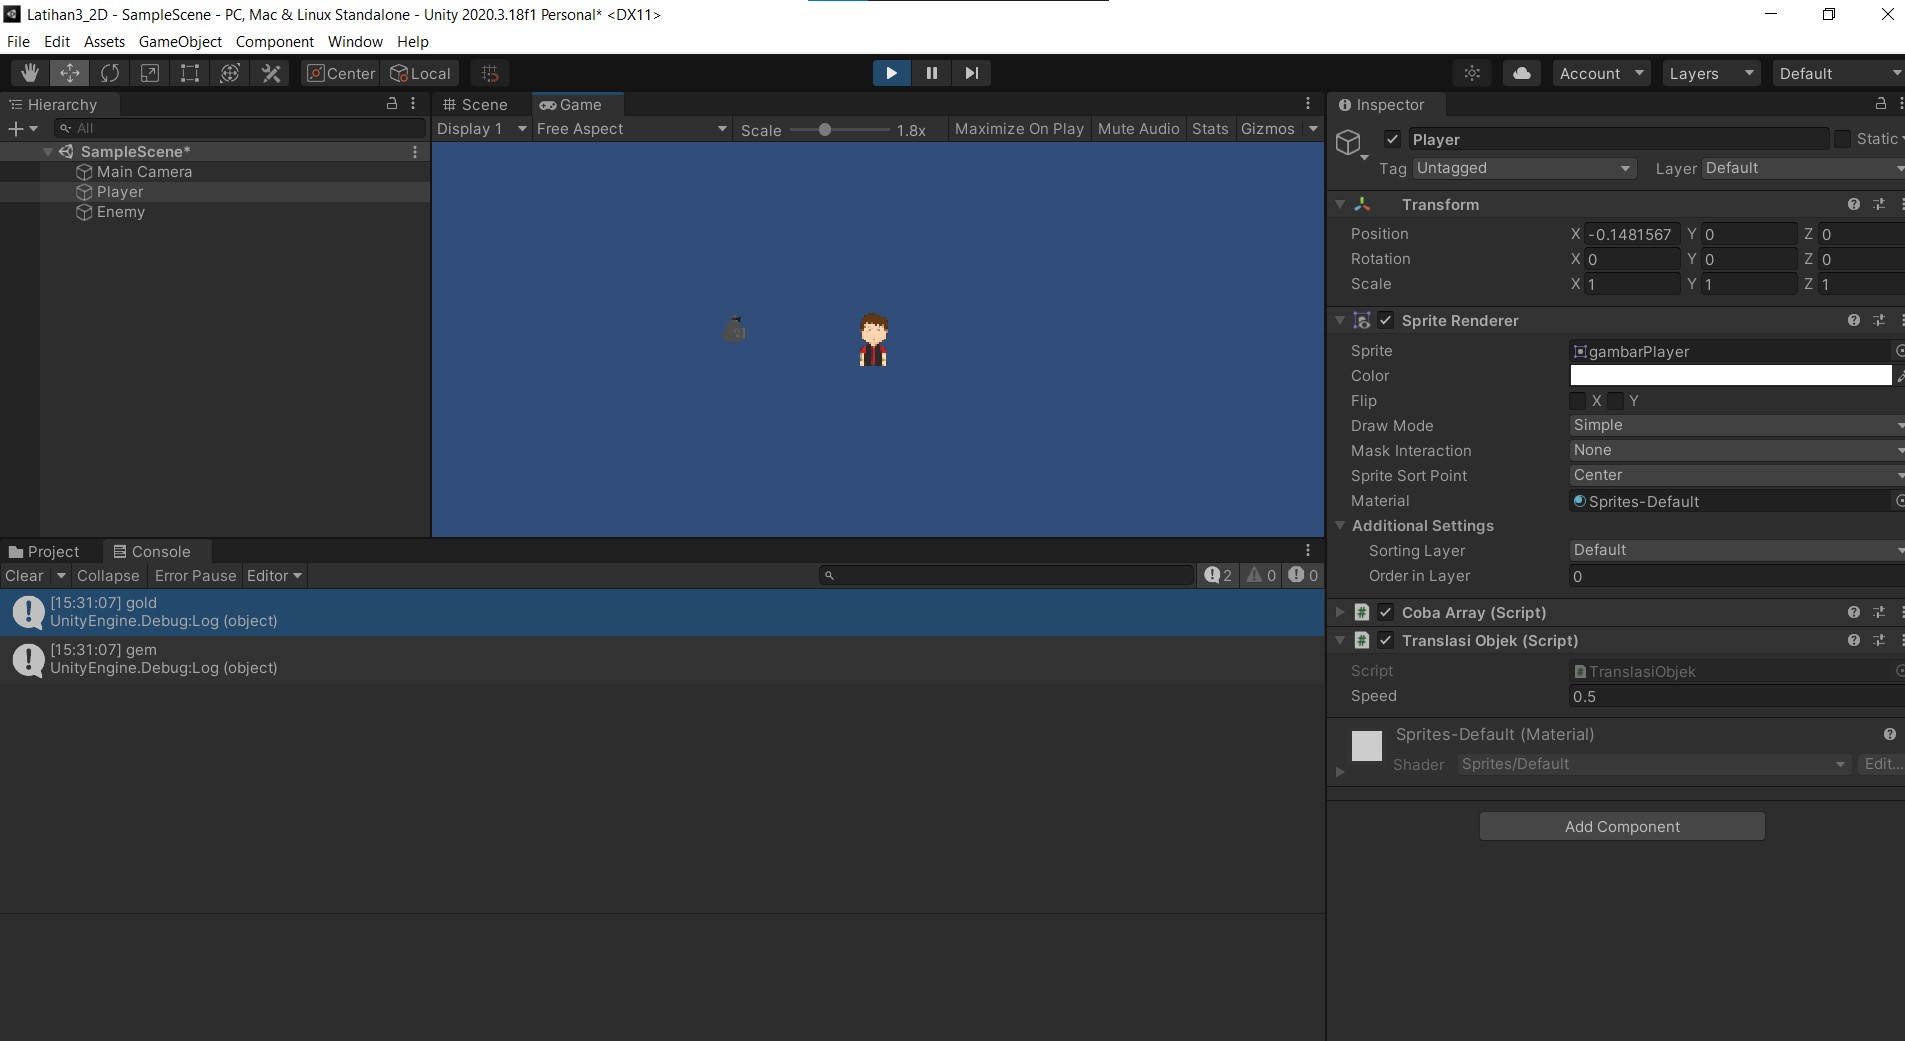 Latihan3_2D - SampleScene - PC, Mac & Linux Standalone - Unity 2020.3.18f1 Personal* <DX11>
File Edit Assets GameObject Component Window Help
Center Local Account Layers Default
Hierarchy
All
SampleScene*
Main Camera
Player
Enemy
Scene Game
Display 1 Free Aspect Scale 1.8x Maximize On Play Mute Audio Stats Gizmos
Project Console
Clear Collapse Error Pause Editor 2 0 0
[15:31:07] gold
UnityEngine.Debug:Log (object)
[15:31:07] gem
UnityEngine.Debug:Log (object)
Inspector
Player Static
Tag Untagged Layer Default
Transform
Position X -0.1481567 Y 0 Z 0
Rotation X 0 Y 0 Z 0
Scale X 1 Y 1 Z 1
Sprite Renderer
Sprite gambarPlayer
Color
Flip X Y
Draw Mode Simple
Mask Interaction None
Sprite Sort Point Center
Material Sprites-Default
Additional Settings
Sorting Layer Default
Order in Layer 0
# Coba Array (Script)
# Translasi Objek (Script)
Script # TranslasiObjek
Speed 0.5
Sprites-Default (Material)
Shader Sprites/Default Edit...
Add Component